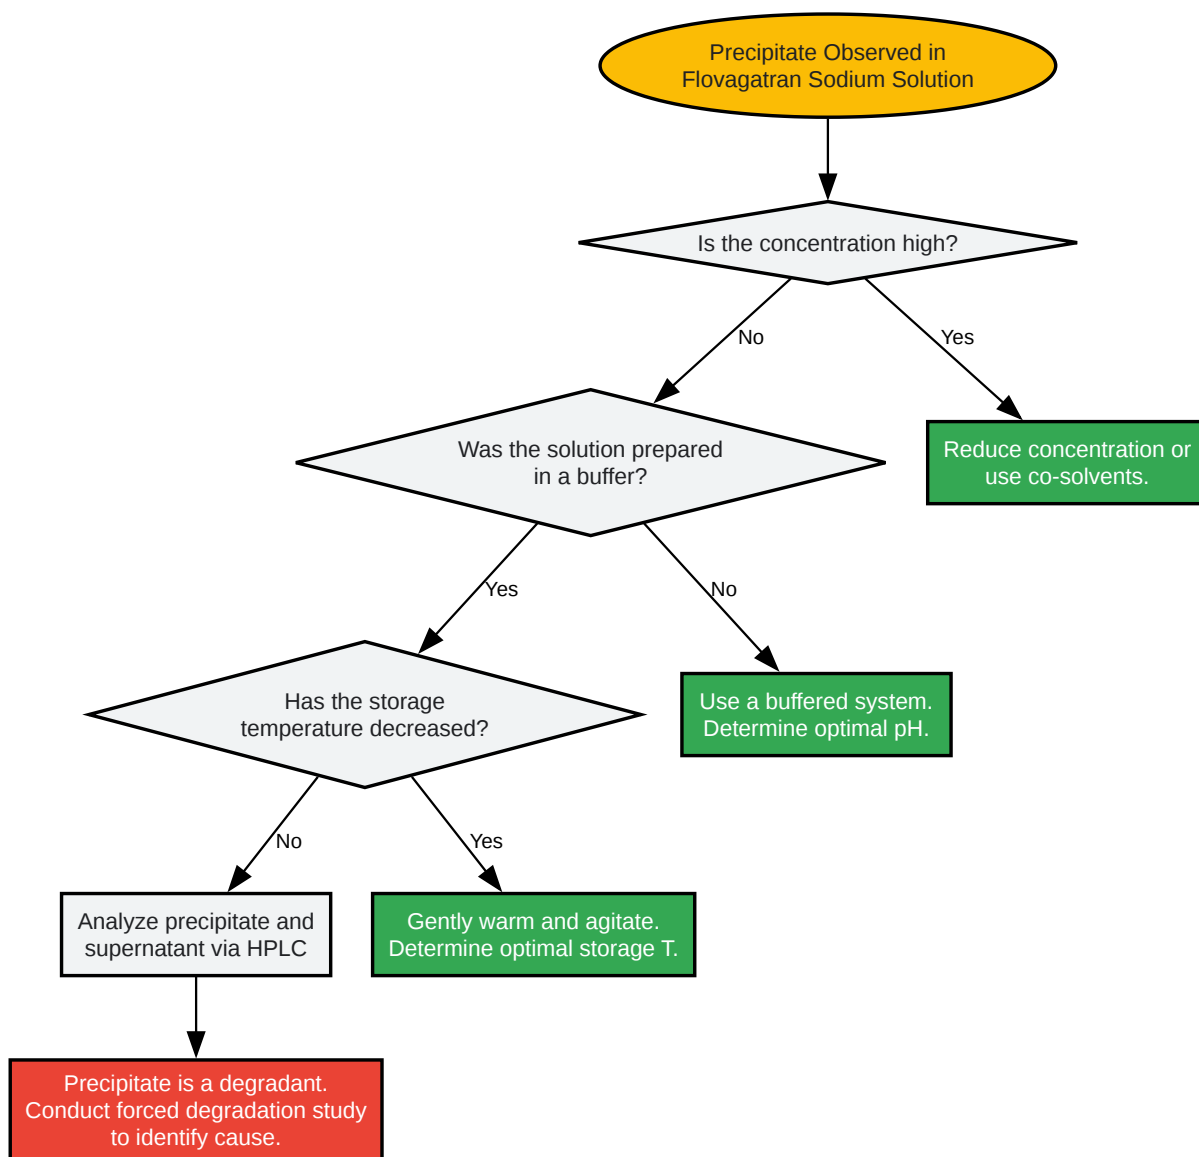 Precipitate Observed in
Flovagatran Sodium Solution
Is the concentration high?
No
Yes
Was the solution prepared
in a buffer?
Reduce concentration or
use co-solvents.
Yes
No
Has the storage
temperature decreased?
Use a buffered system.
Determine optimal pH.
No
Yes
Analyze precipitate and
supernatant via HPLC
Gently warm and agitate.
Determine optimal storage T.
Precipitate is a degradant.
Conduct forced degradation study
to identify cause.